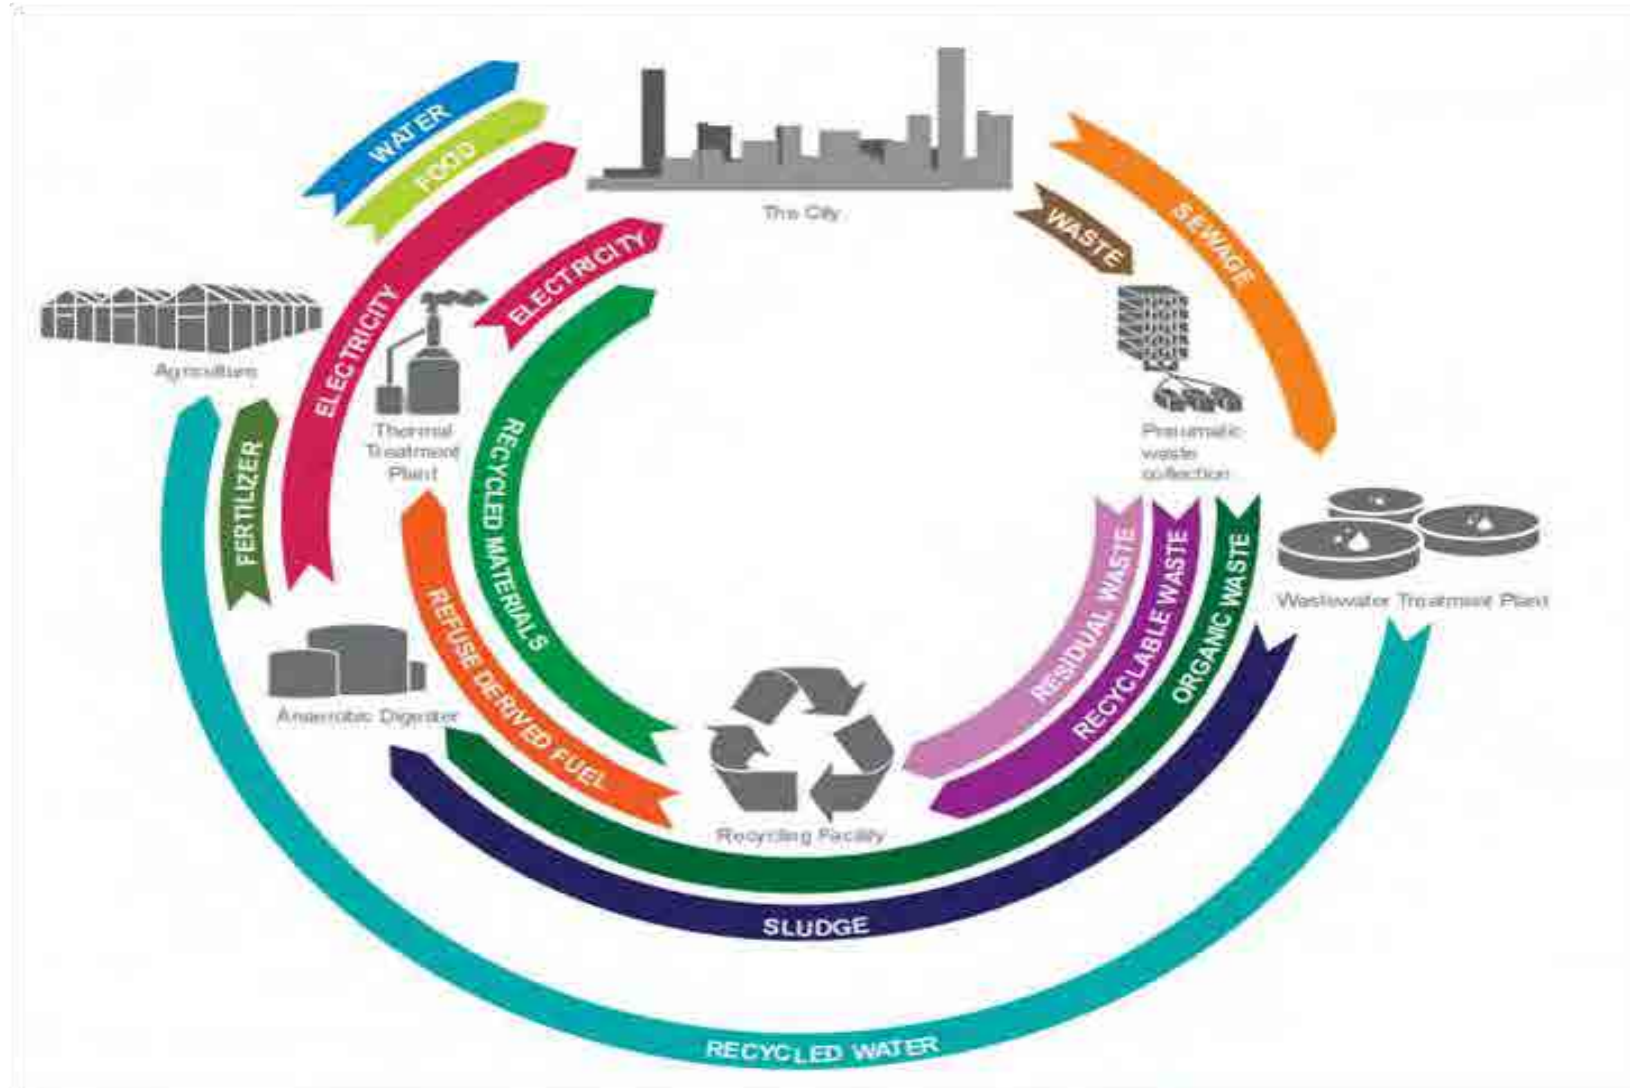 WATER
FOOD
ELECTRICITY
ELECTRICITY
The City
SEWAGE
WASTE
Agriculture
Thermal
Treatment
Plant
Pneumatic
waste
collection
FERTILIZER
RECYCLED MATERIALS
REFUSE DERIVED FUEL
RESIDUAL WASTE
RECYCLABLE WASTE
ORGANIC WASTE
Wastewater Treatment Plant
Anaerobic Digester
Recycling Facility
SLUDGE
RECYCLED WATER